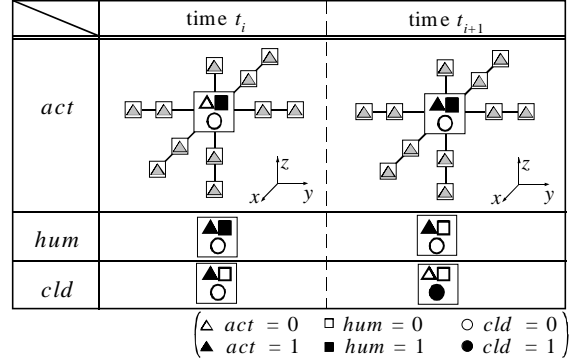 time t_i time t_{i+1}
act
z
x y
z
x y
hum
cld
△ act = 0 □ hum = 0 ○ cld = 0
▲ act = 1 ■ hum = 1 ● cld = 1